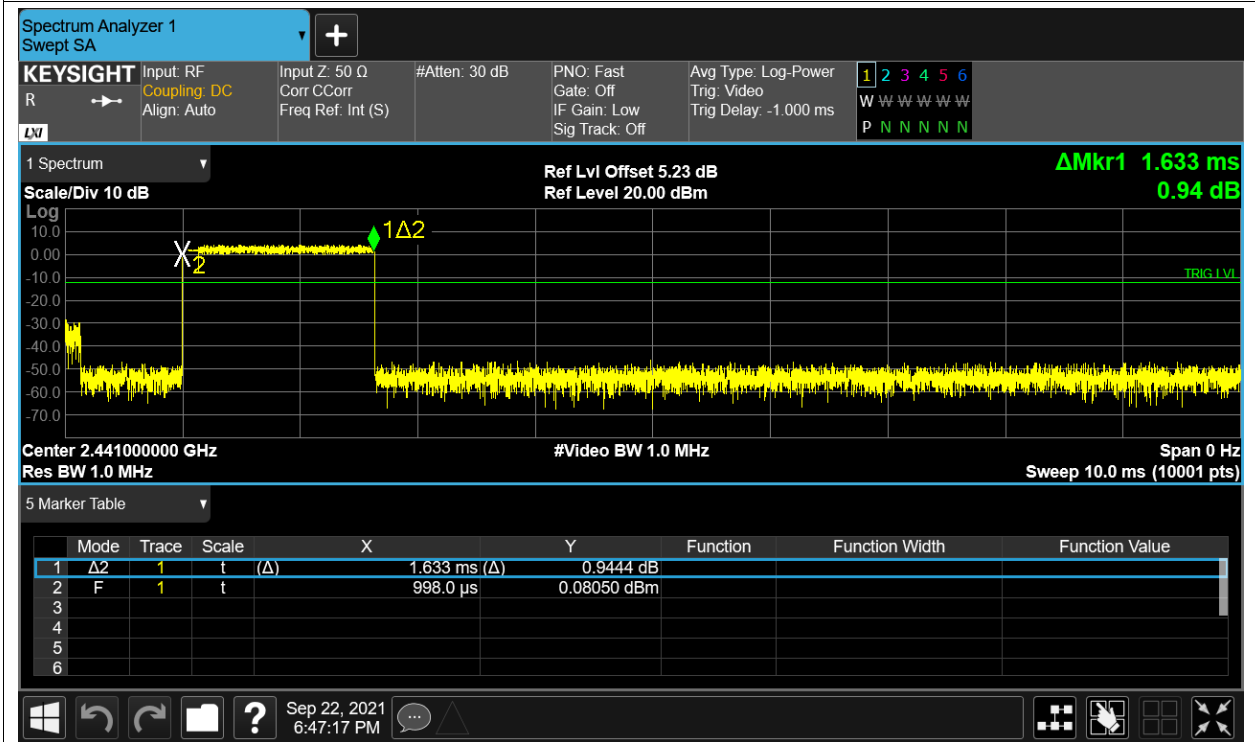 Spectrum Analyzer 1
Swept SA
KEYSIGHT Input: RF Input Z: 50 Ω #Atten: 30 dB PNO: Fast Avg Type: Log-Power 1 2 3 4 5 6
R Coupling: DC Corr CCorr Gate: Off Trig: Video W W W W W W
Align: Auto Freq Ref: Int (S) IF Gain: Low Trig Delay: -1.000 ms
LXI Sig Track: Off P N N N N N
1 Spectrum Ref Lvl Offset 5.23 dB ΔMkr1 1.633 ms
Scale/Div 10 dB Ref Level 20.00 dBm 0.94 dB
Log
10.0 1Δ2
0.00 2
-10.0 TRIG LVL
-20.0
-30.0
-40.0
-50.0
-60.0
-70.0
Center 2.441000000 GHz #Video BW 1.0 MHz Span 0 Hz
Res BW 1.0 MHz Sweep 10.0 ms (10001 pts)
5 Marker Table
Mode Trace Scale X Y Function Function Width Function Value
1 Δ2 1 t (Δ) 1.633 ms (Δ) 0.9444 dB
2 F 1 t 998.0 µs 0.08050 dBm
3
4
5
6
? Sep 22, 2021
6:47:17 PM